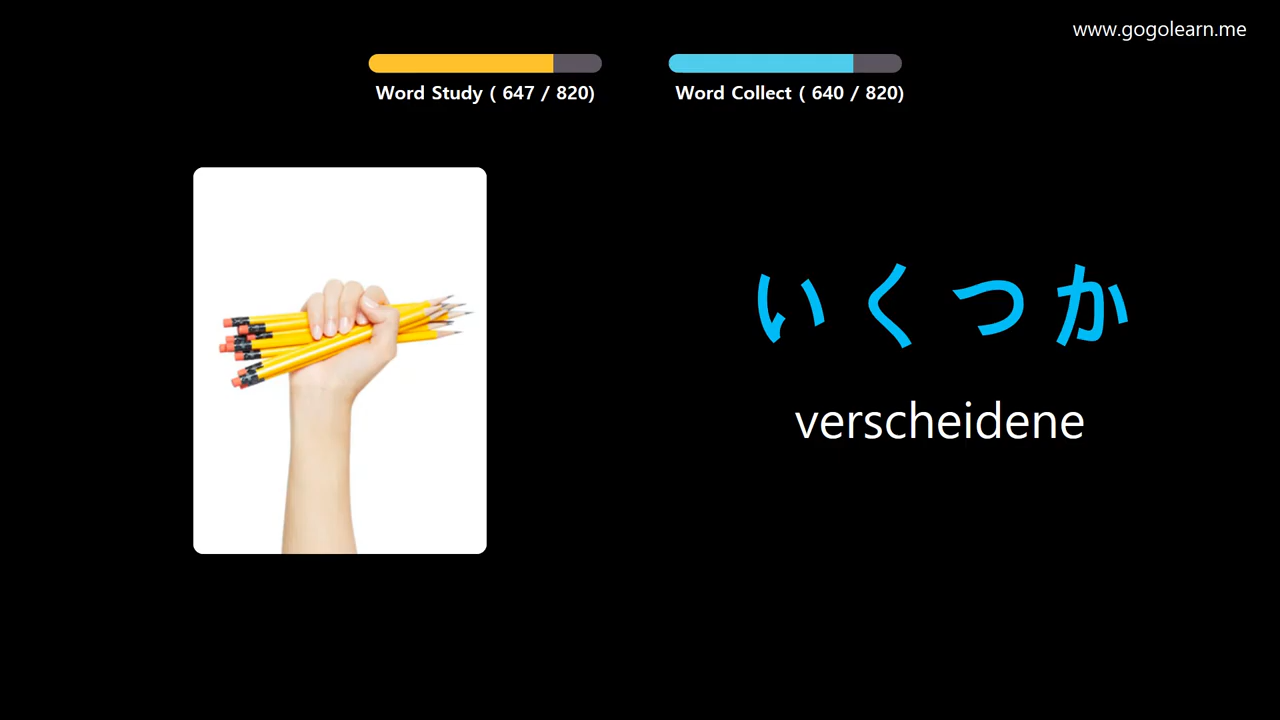 www.gogolearn.me
Word Study ( 647 / 820)
Word Collect ( 640 / 820)
いくつか
verscheidene